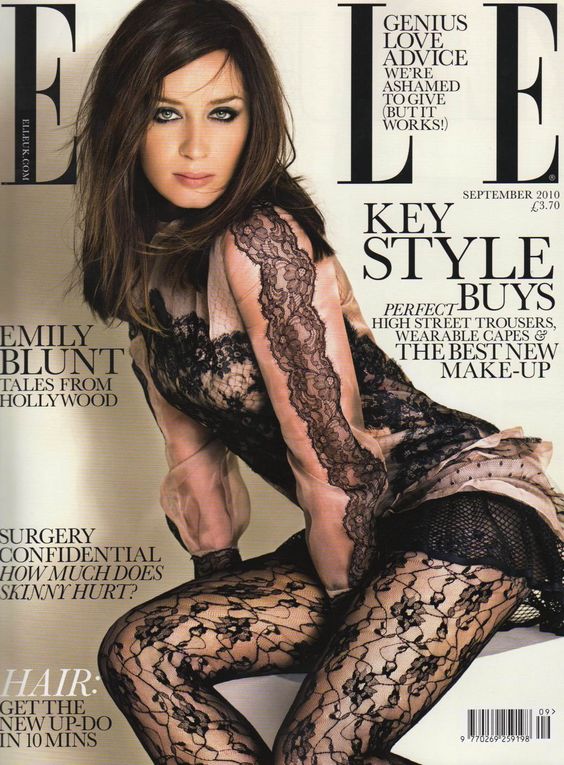 ELLE
ELLEUK.COM
GENIUS
LOVE
ADVICE
WE'RE
ASHAMED
TO GIVE
(BUT IT
WORKS!)
®
SEPTEMBER 2010
£3.70
KEY
STYLE
BUYS
PERFECT
HIGH STREET TROUSERS,
WEARABLE CAPES &
THE BEST NEW
MAKE-UP
EMILY
BLUNT
TALES FROM
HOLLYWOOD
SURGERY
CONFIDENTIAL
HOW MUCH DOES
SKINNY HURT?
HAIR:
GET THE
NEW UP-DO
IN 10 MINS
09>
9 770269 259198